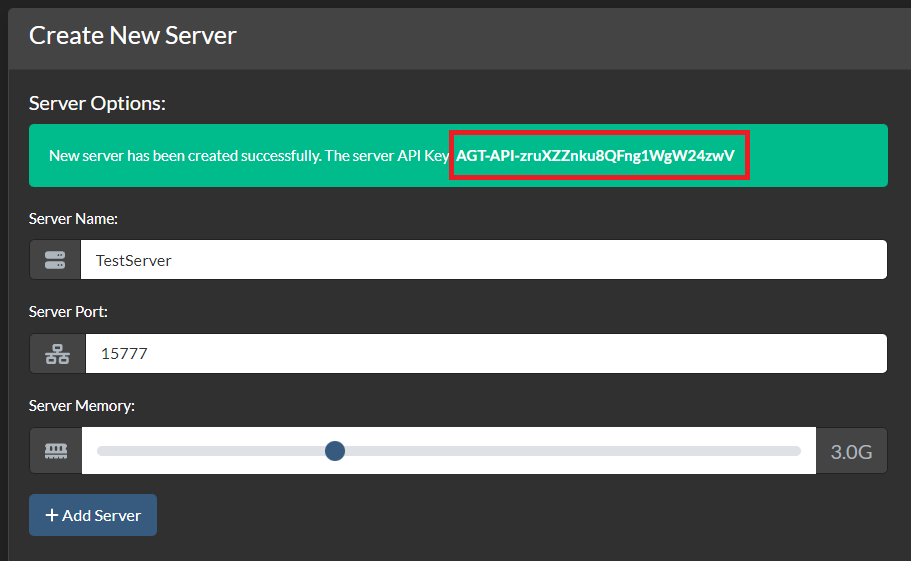 Create New Server
Server Options:
New server has been created successfully. The server API Key AGT-API-zruXZZnku8QFng1WgW24zwV
Server Name:
TestServer
Server Port:
15777
Server Memory:
3.0G
Add Server